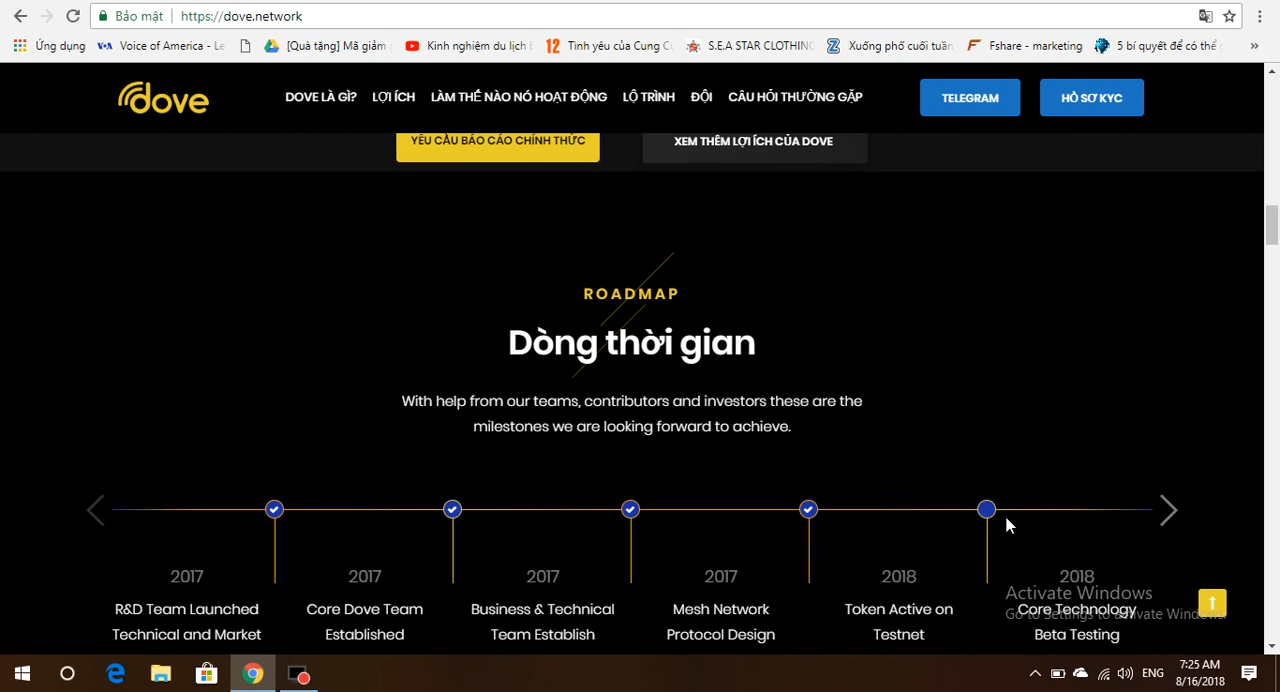 Bảo mật https://dove.network
Ứng dụng Voice of America - Le [Quà tặng] Mã giảm g Kinh nghiệm du lịch Đ 12 Tình yêu của Cung C S.E.A STAR CLOTHING Xuống phố cuối tuần Fshare - marketing 5 bí quyết để có thể g »
dove DOVE LÀ GÌ? LỢI ÍCH LÀM THẾ NÀO NÓ HOẠT ĐỘNG LỘ TRÌNH ĐỘI CÂU HỎI THƯỜNG GẶP TELEGRAM HỒ SƠ KYC
YÊU CẦU BÁO CÁO CHÍNH THỨC XEM THÊM LỢI ÍCH CỦA DOVE
ROADMAP
Dòng thời gian
With help from our teams, contributors and investors these are the
milestones we are looking forward to achieve.
2017 2017 2017 2017 2018 2018
R&D Team Launched Core Dove Team Business & Technical Mesh Network Token Active on Core Technology
Technical and Market Established Team Establish Protocol Design Testnet Beta Testing
Activate Windows
Go to Settings to activate Windows.
ENG 7:25 AM
8/16/2018